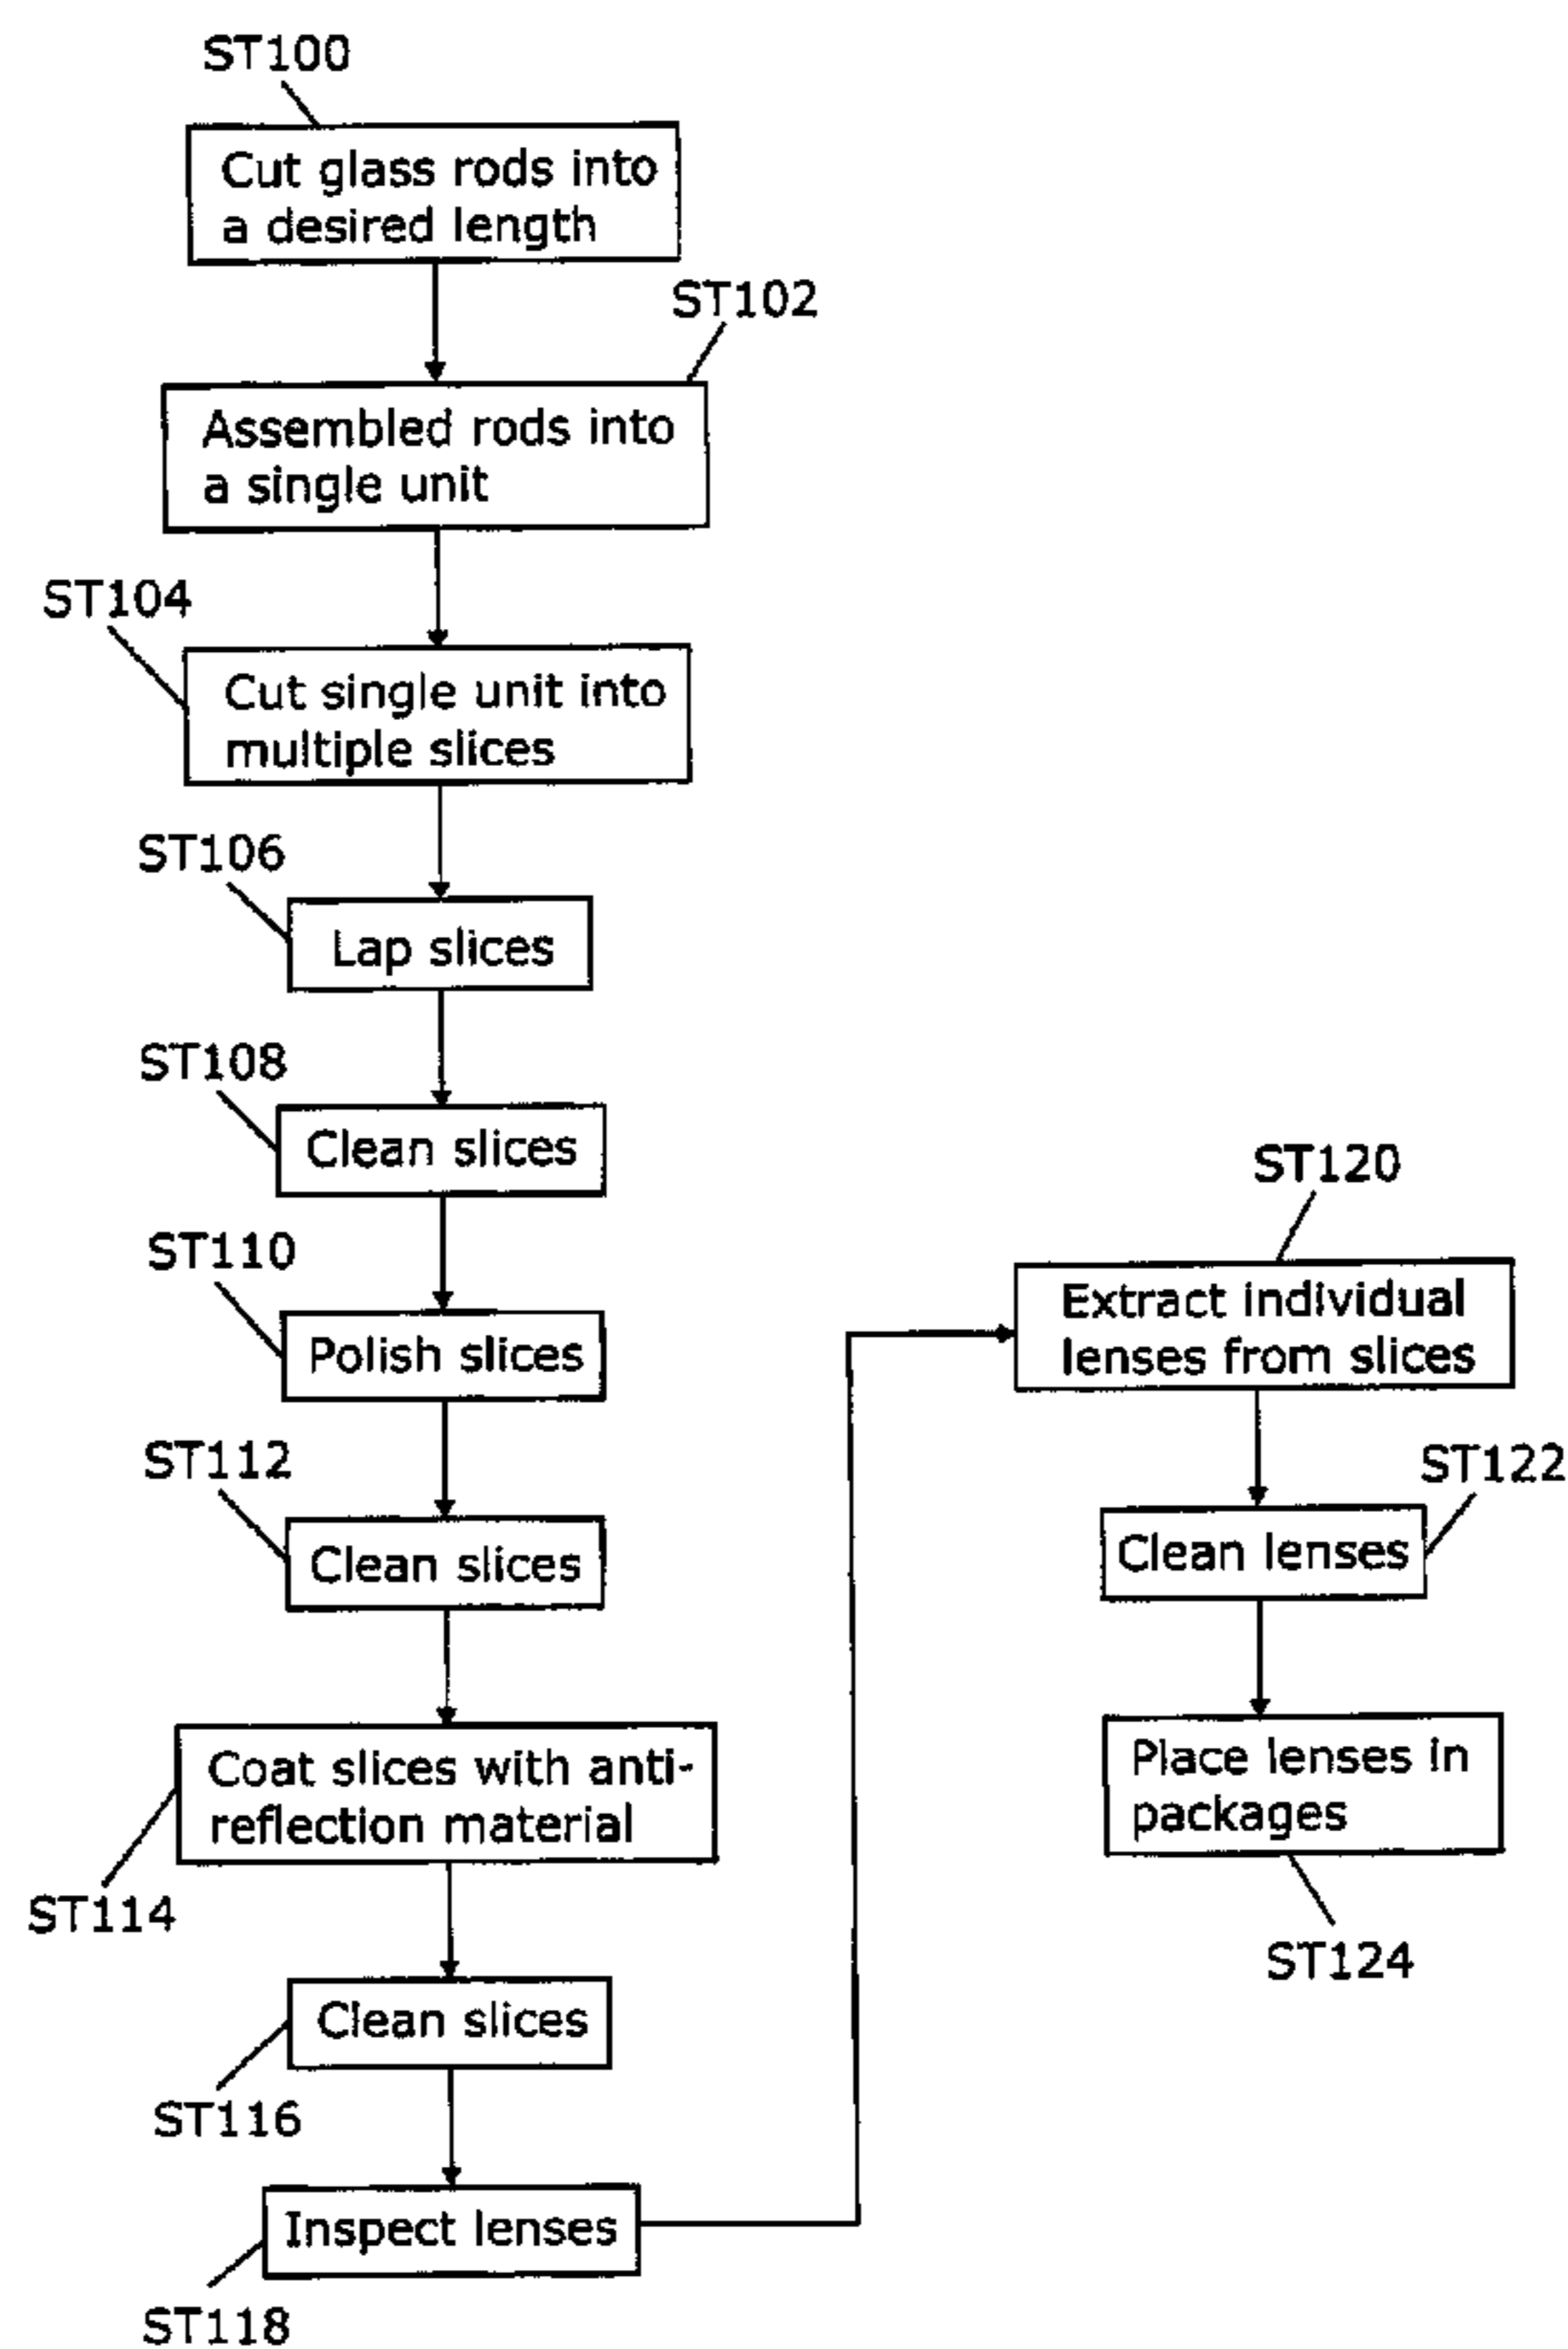 ST100
Cut glass rods into
a desired length
ST102
Assembled rods into
a single unit
ST104
Cut single unit into
multiple slices
ST106
Lap slices
ST108
Clean slices
ST110
Polish slices
ST112
Clean slices
Coat slices with anti-
reflection material
ST114
Clean slices
ST116
Inspect lenses
ST118
ST120
Extract individual
lenses from slices
ST122
Clean lenses
Place lenses in
packages
ST124